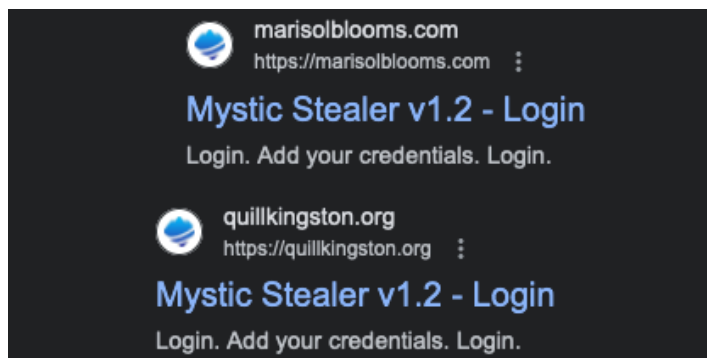 marisolblooms.com
https://marisolblooms.com
Mystic Stealer v1.2 - Login
Login. Add your credentials. Login.
quillkingston.org
https://quillkingston.org
Mystic Stealer v1.2 - Login
Login. Add your credentials. Login.